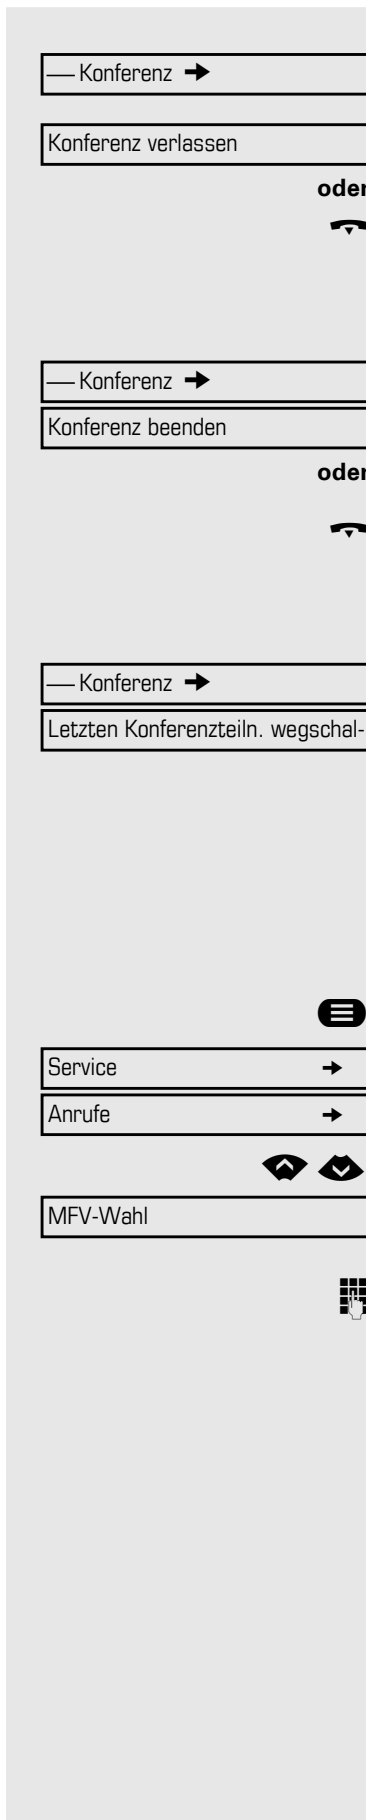 — Konferenz →
Konferenz verlassen
oder
— Konferenz →
Konferenz beenden
oder
— Konferenz →
Letzten Konferenzteiln. wegschal-
Service →
Anrufe →
MFV-Wahl